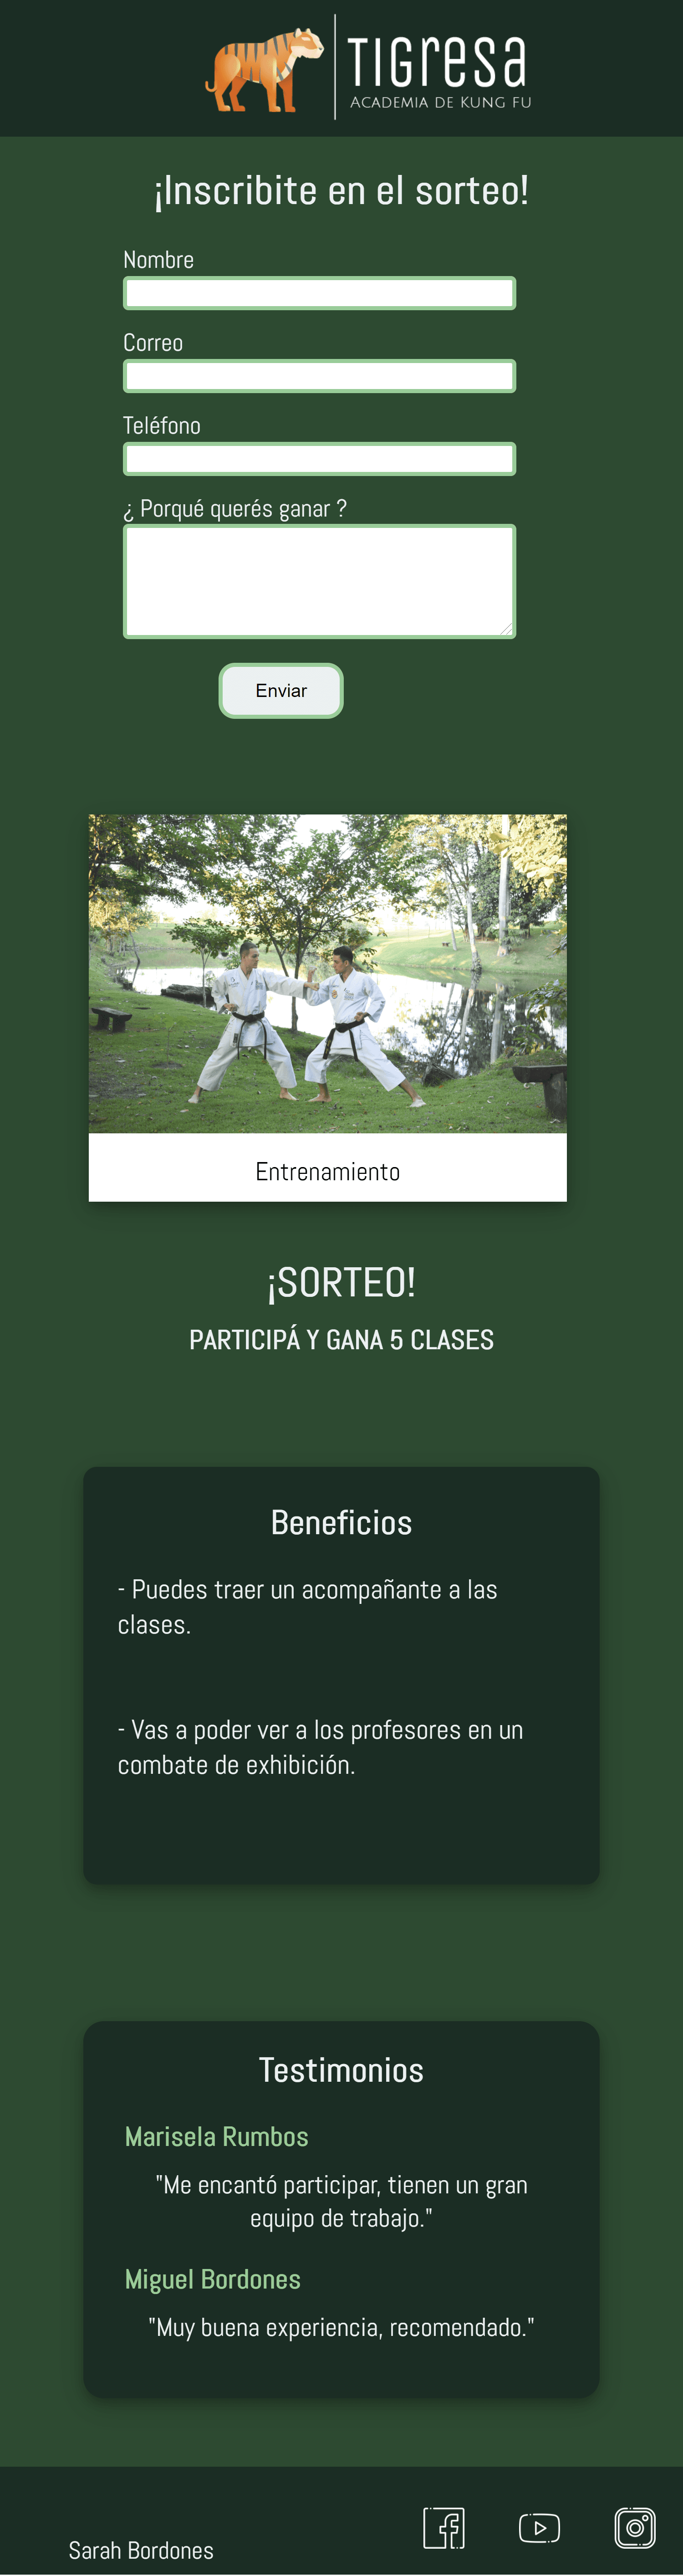 TIGresa
ACADEMIA DE KUNG FU
¡Inscribite en el sorteo!
Nombre
Correo
Teléfono
¿ Porqué querés ganar ?
Enviar
Entrenamiento
¡SORTEO!
PARTICIPÁ Y GANA 5 CLASES
Beneficios
- Puedes traer un acompañante a las
clases.
- Vas a poder ver a los profesores en un
combate de exhibición.
Testimonios
Marisela Rumbos
"Me encantó participar, tienen un gran
equipo de trabajo."
Miguel Bordones
"Muy buena experiencia, recomendado."
Sarah Bordones